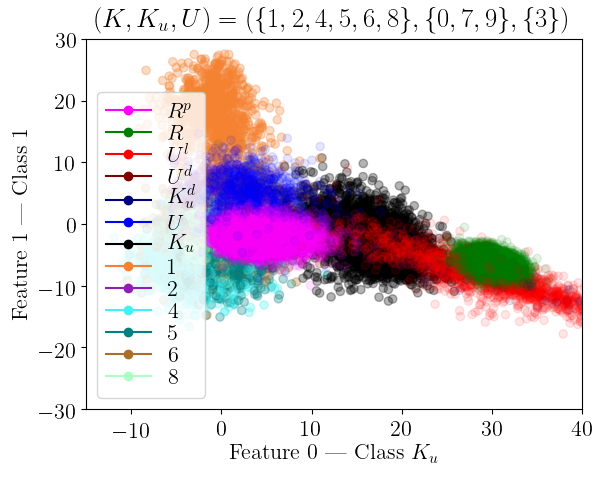 (K, K_u, U) = ({1, 2, 4, 5, 6, 8}, {0, 7, 9}, {3})
30
20
10
0
−10
−20
−30
Feature 1 — Class 1
R^p
R
U^l
U^d
K_u^d
U
K_u
1
2
4
5
6
8
−10 0 10 20 30 40
Feature 0 — Class K_u